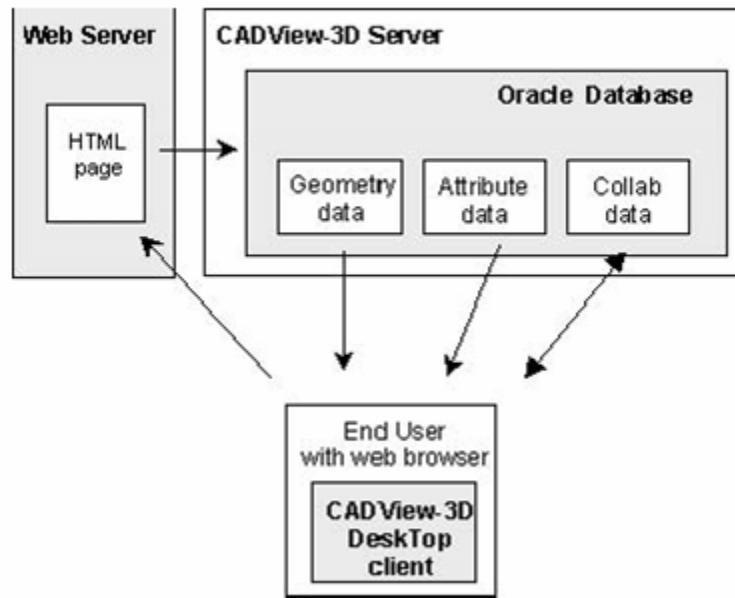 Web Server
HTML
page
CADView-3D Server
Oracle Database
Geometry
data
Attribute
data
Collab
data
End User
with web browser
CADView-3D
DeskTop
client